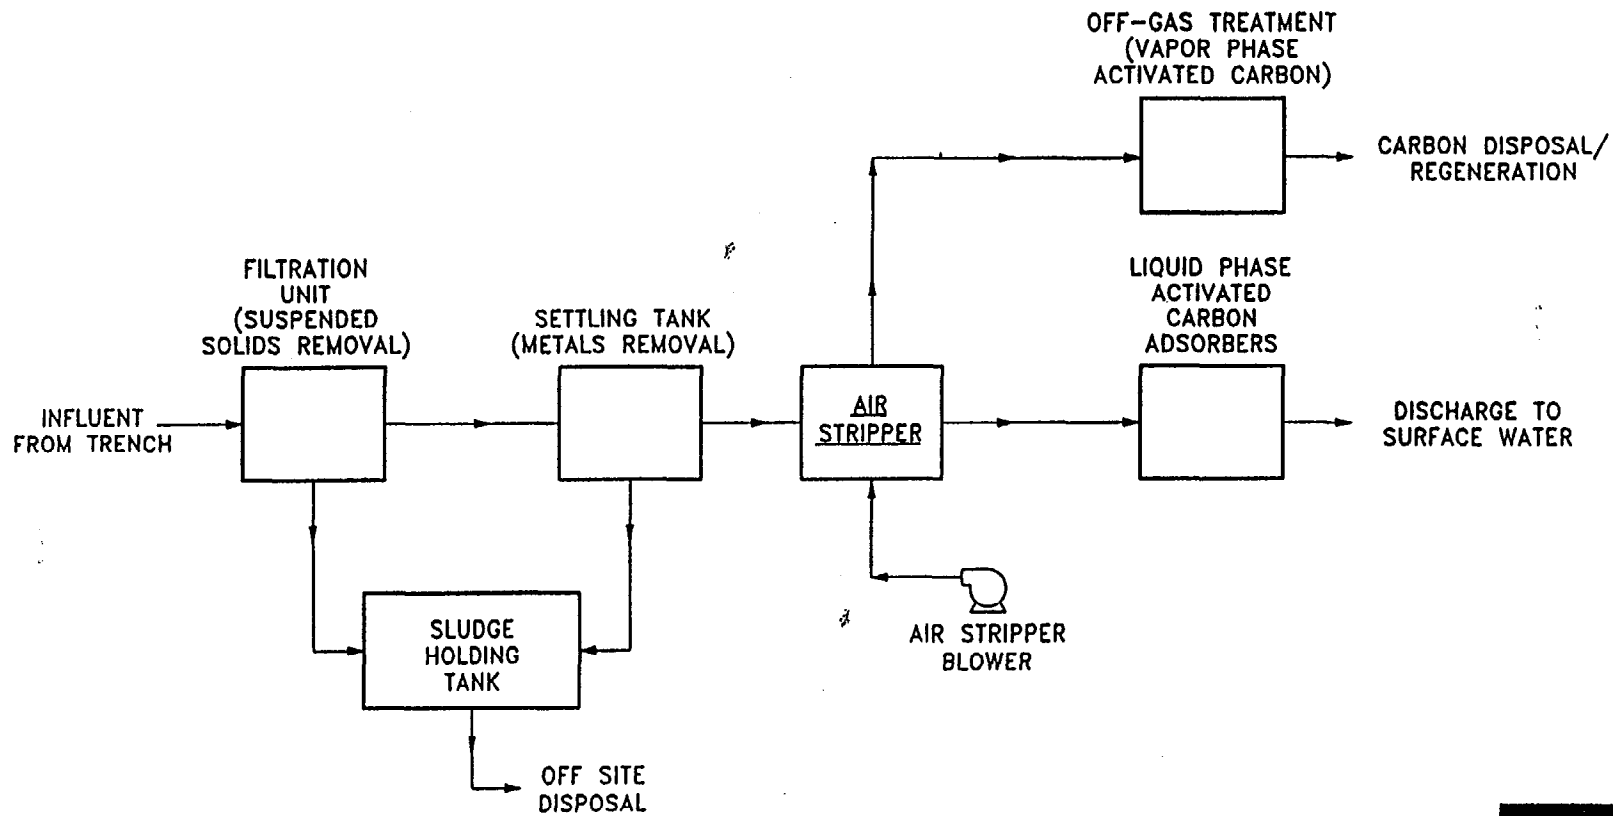 OFF-GAS TREATMENT
(VAPOR PHASE
ACTIVATED CARBON)
CARBON DISPOSAL/
REGENERATION
FILTRATION
UNIT
(SUSPENDED
SOLIDS REMOVAL)
SETTLING TANK
(METALS REMOVAL)
LIQUID PHASE
ACTIVATED
CARBON
ADSORBERS
INFLUENT
FROM TRENCH
AIR
STRIPPER
DISCHARGE TO
SURFACE WATER
SLUDGE
HOLDING
TANK
AIR STRIPPER
BLOWER
OFF SITE
DISPOSAL